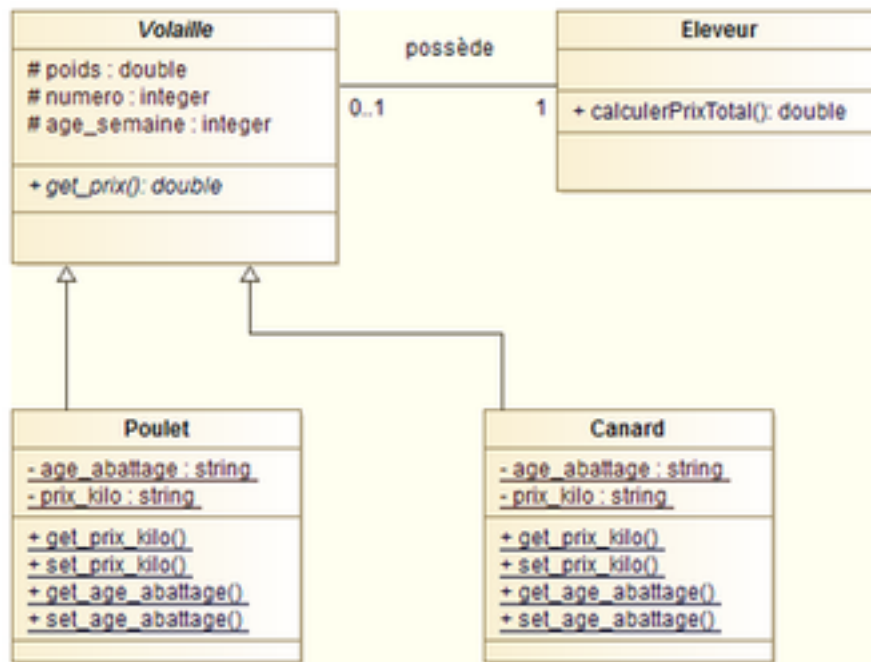 Volaille
# poids : double
# numero : integer
# age_semaine : integer
+ get_prix(): double
possède
0..1
1
Eleveur
+ calculerPrixTotal(): double
Poulet
- age_abattage : string
- prix_kilo : string
+ get_prix_kilo()
+ set_prix_kilo()
+ get_age_abattage()
+ set_age_abattage()
Canard
- age_abattage : string
- prix_kilo : string
+ get_prix_kilo()
+ set_prix_kilo()
+ get_age_abattage()
+ set_age_abattage()